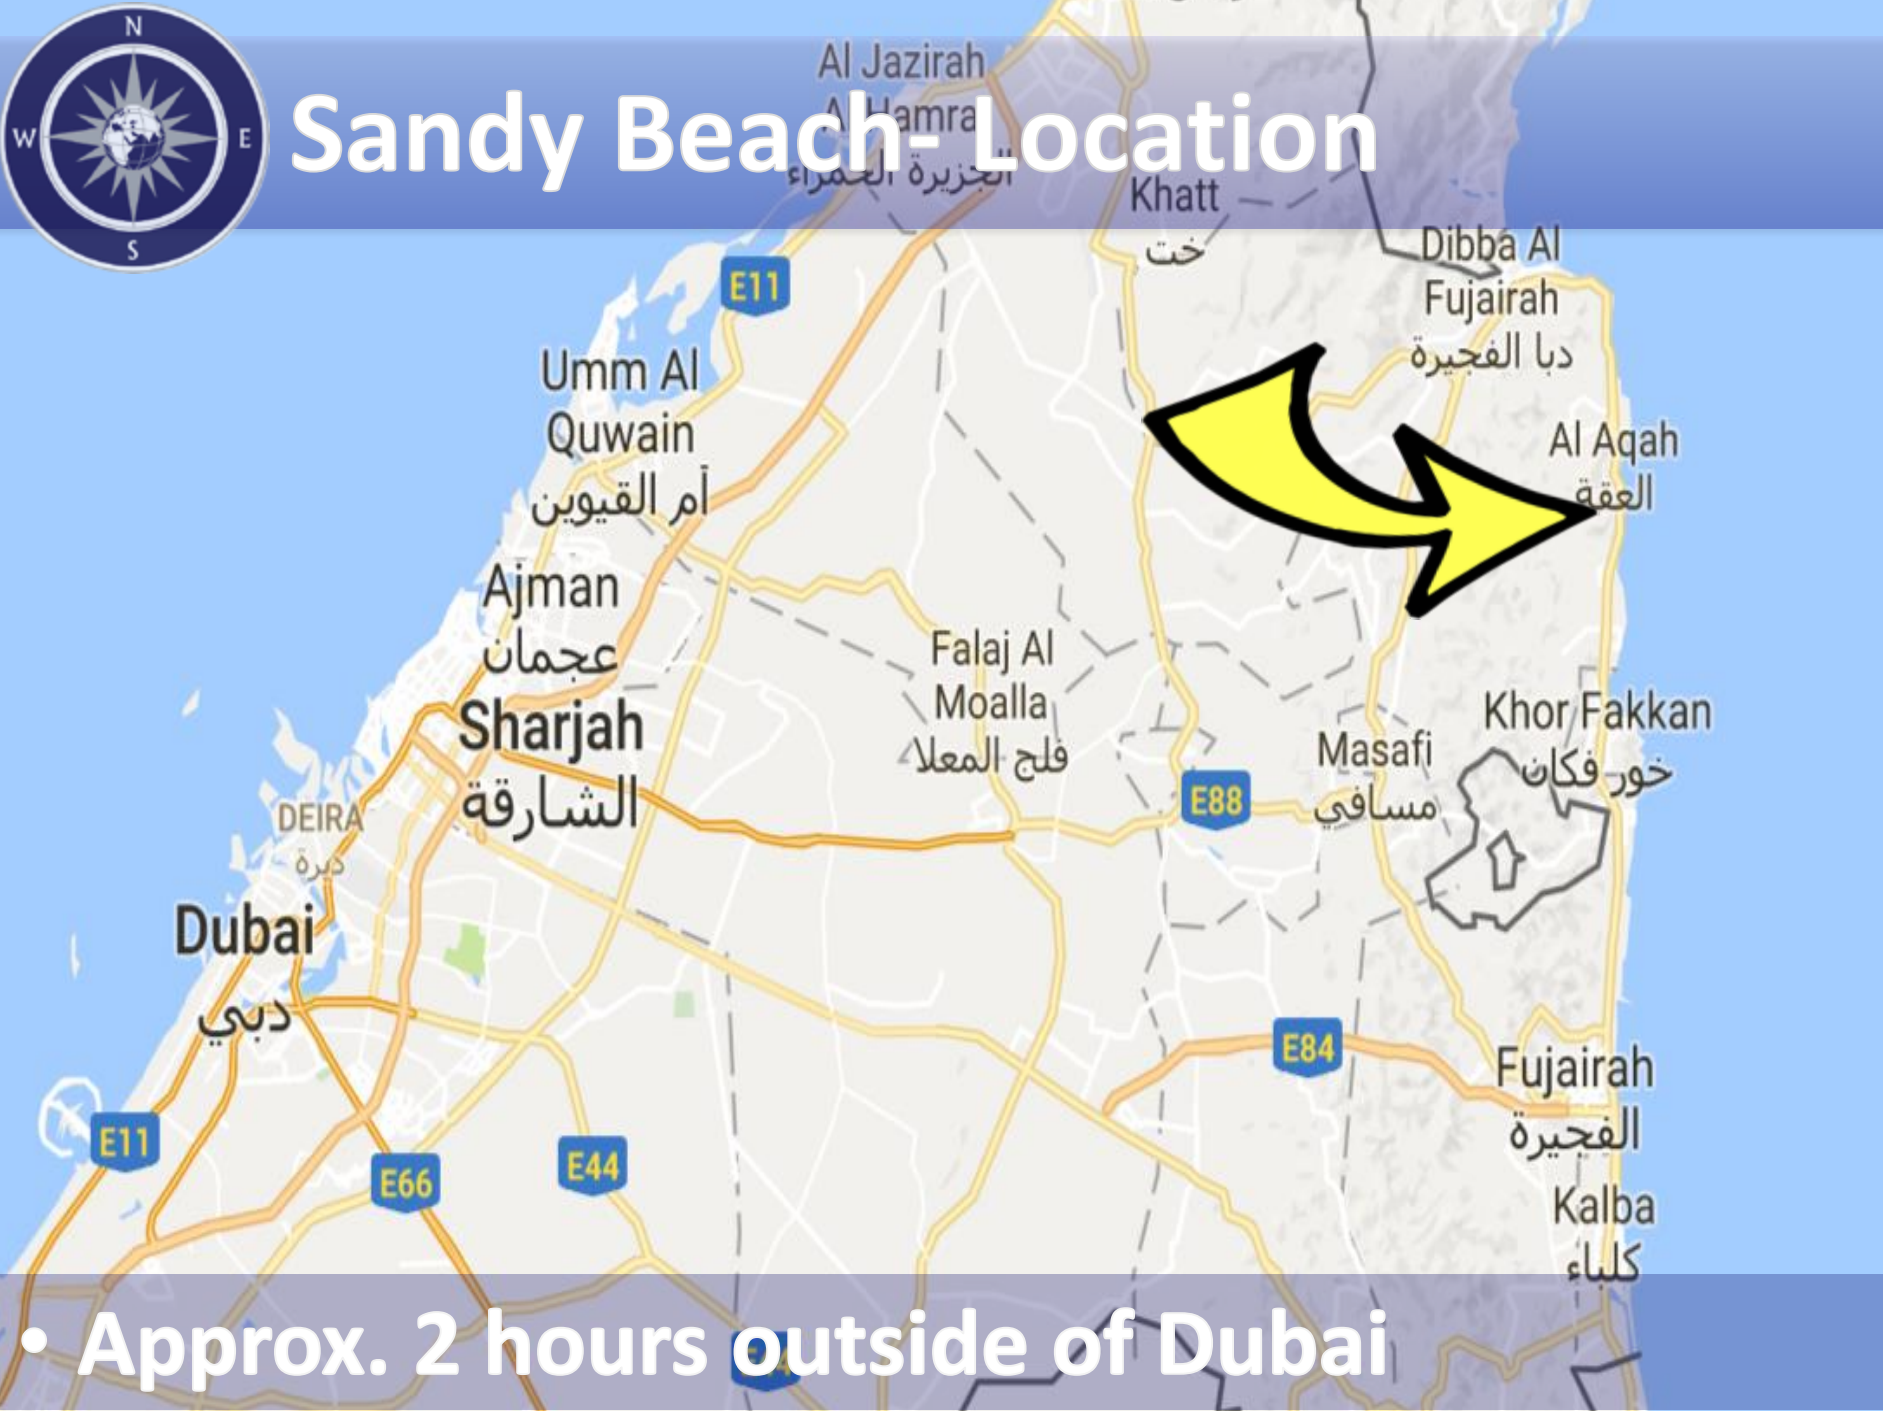 N
W
E
S
Sandy Beach- Location
Al Jazirah
Al Hamra
الجزيرة الحمراء
Khatt
خت
Dibba Al
Fujairah
دبا الفجيرة
E11
Umm Al
Quwain
أم القيوين
Al Aqah
العقة
Ajman
عجمان
Falaj Al
Moalla
فلج المعلا
Sharjah
الشارقة
Khor Fakkan
خور فكان
Masafi
مسافي
E88
DEIRA
ديرة
Dubai
دبي
E84
Fujairah
الفجيرة
E11
E66
E44
Kalba
كلباء
• Approx. 2 hours outside of Dubai